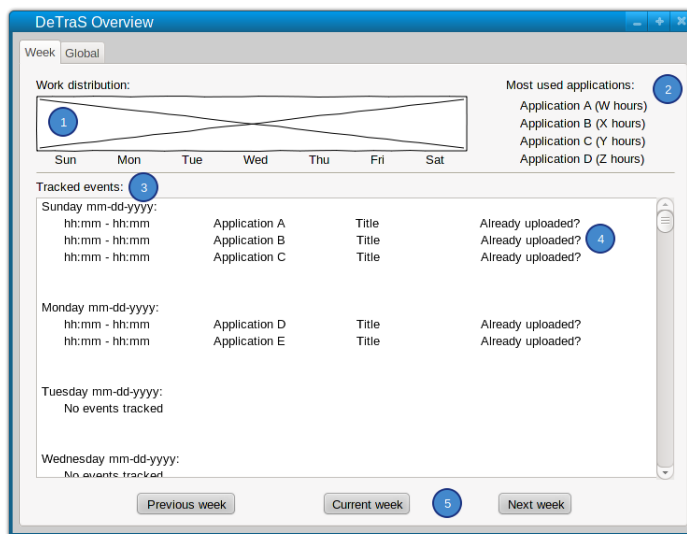 DeTraS Overview
Week Global
Work distribution:
1
Sun Mon Tue Wed Thu Fri Sat
Most used applications: 2
Application A (W hours)
Application B (X hours)
Application C (Y hours)
Application D (Z hours)
Tracked events: 3
Sunday mm-dd-yyyy:
hh:mm - hh:mm Application A Title Already uploaded?
hh:mm - hh:mm Application B Title Already uploaded? 4
hh:mm - hh:mm Application C Title Already uploaded?
Monday mm-dd-yyyy:
hh:mm - hh:mm Application D Title Already uploaded?
hh:mm - hh:mm Application E Title Already uploaded?
Tuesday mm-dd-yyyy:
No events tracked
Wednesday mm-dd-yyyy:
No events tracked
Previous week Current week 5 Next week